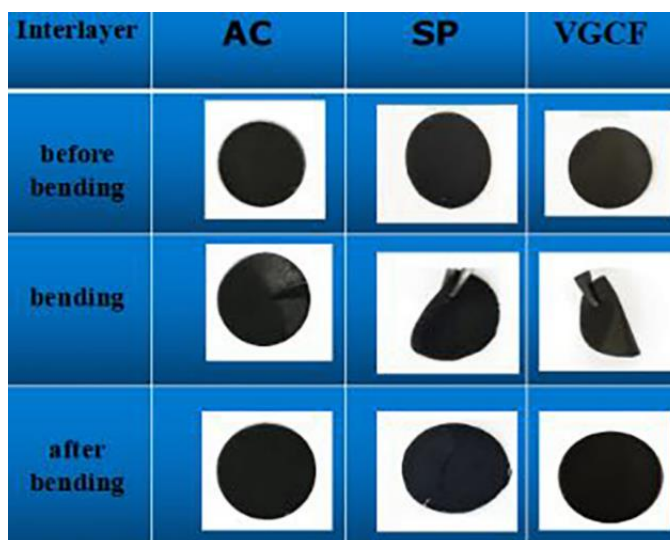 Interlayer AC SP VGCF
before
bending
bending
after
bending